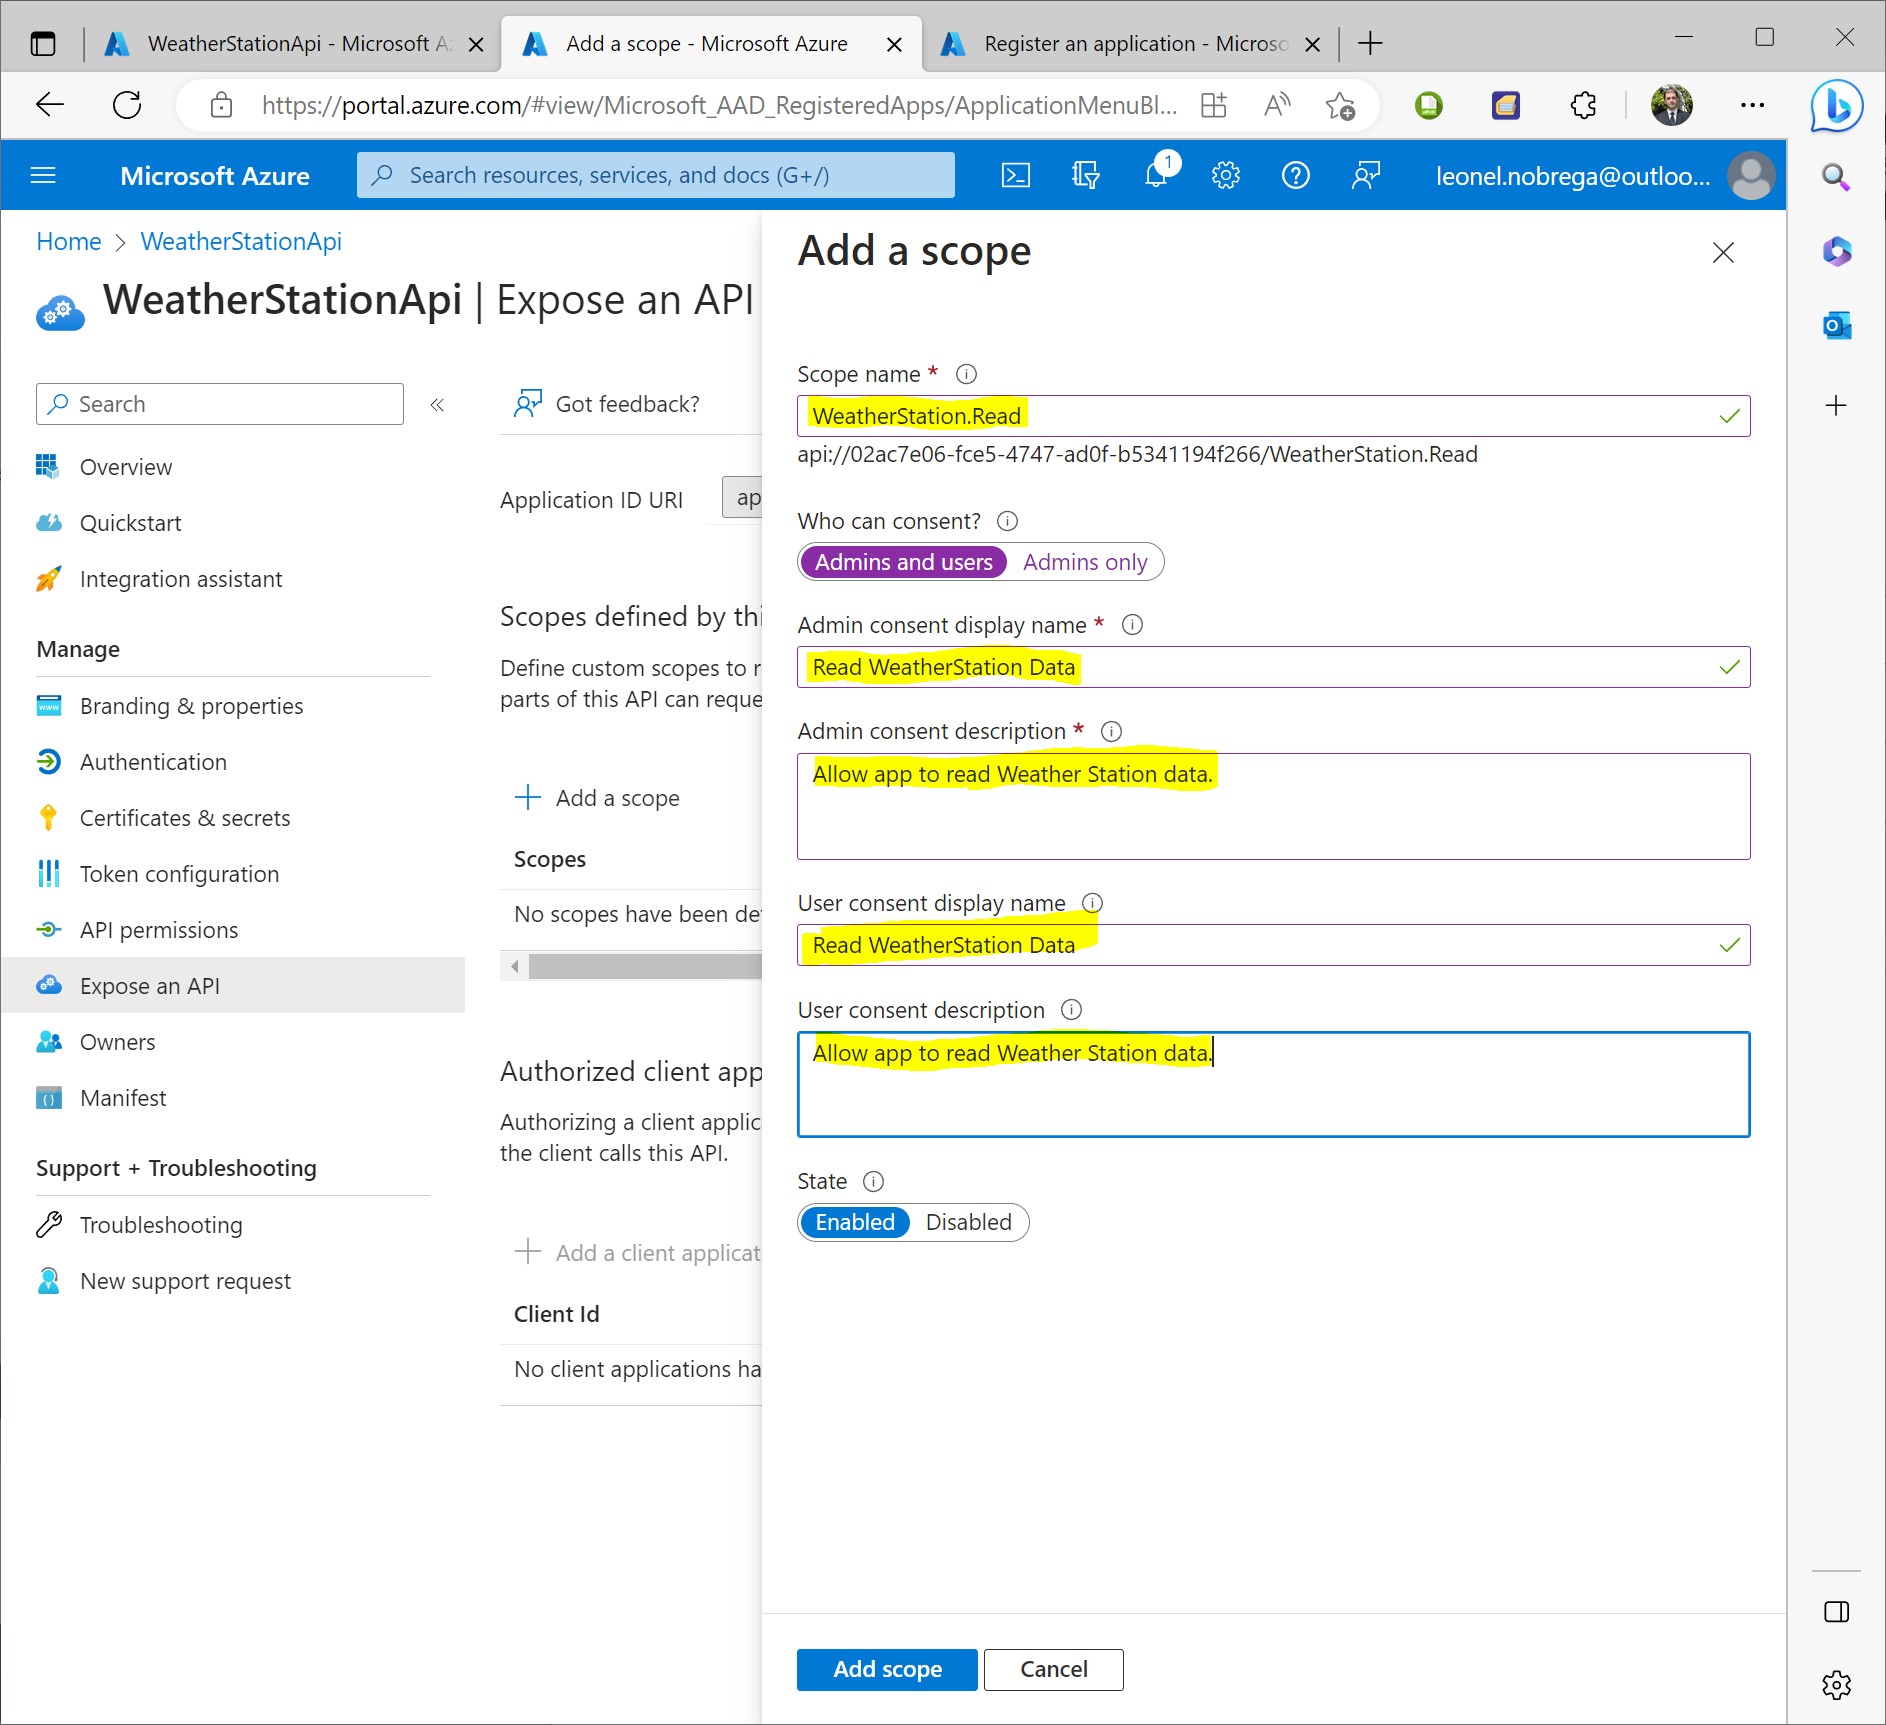 WeatherStationApi - Microsoft A
Add a scope - Microsoft Azure
Register an application - Microso
https://portal.azure.com/#view/Microsoft_AAD_RegisteredApps/ApplicationMenuBl...
Microsoft Azure
Search resources, services, and docs (G+/)
1
leonel.nobrega@outloo...
Home > WeatherStationApi
WeatherStationApi | Expose an API
Search
«
Overview
Quickstart
Integration assistant
Manage
Branding & properties
Authentication
Certificates & secrets
Token configuration
API permissions
Expose an API
Owners
Manifest
Support + Troubleshooting
Troubleshooting
New support request
Got feedback?
Application ID URI
ap
Scopes defined by thi
Define custom scopes to r
parts of this API can reque
Add a scope
Scopes
No scopes have been de
Authorized client app
Authorizing a client applic
the client calls this API.
Add a client applicat
Client Id
No client applications ha
Add a scope
Scope name *
WeatherStation.Read
api://02ac7e06-fce5-4747-ad0f-b5341194f266/WeatherStation.Read
Who can consent?
Admins and users Admins only
Admin consent display name *
Read WeatherStation Data
Admin consent description *
Allow app to read Weather Station data.
User consent display name
Read WeatherStation Data
User consent description
Allow app to read Weather Station data.
State
Enabled Disabled
Add scope Cancel